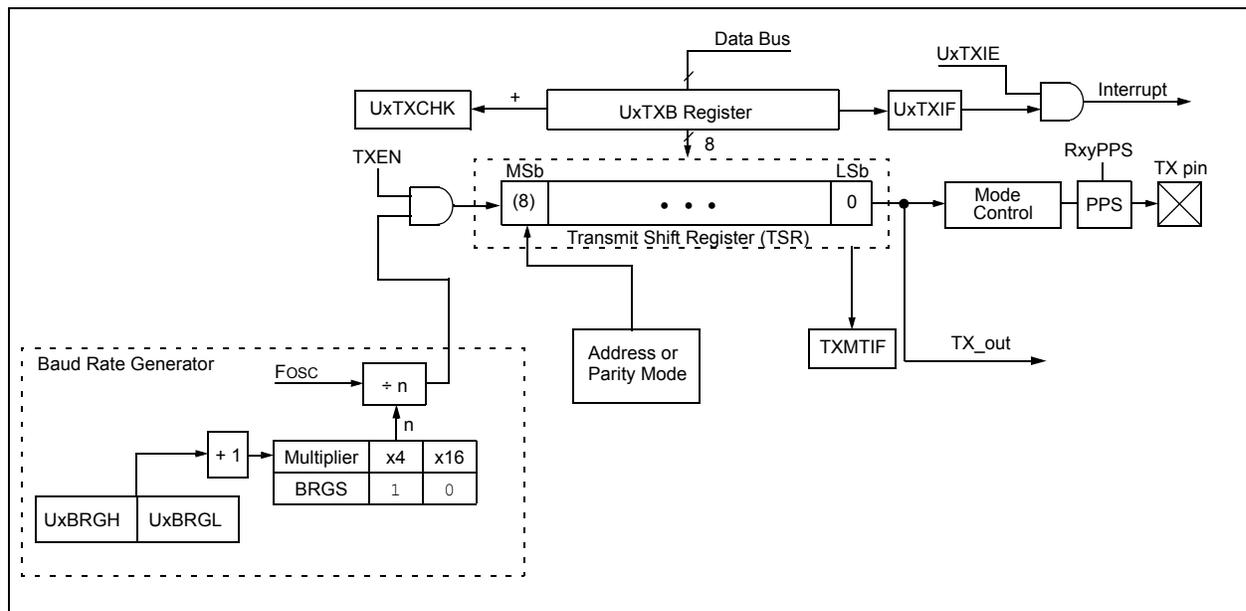 Data Bus
UxTXIE
Interrupt
UxTXCHK
+
UxTXB Register
UxTXIF
8
TXEN
RxyPPS
MSb
LSb
TX pin
(8)
• • •
0
Mode
Control
PPS
Transmit Shift Register (TSR)
Address or
Parity Mode
TXMTIF
TX_out
Baud Rate Generator
FOSC
÷ n
n
+ 1
Multiplier x4 x16
BRGS 1 0
UxBRGH UxBRGL